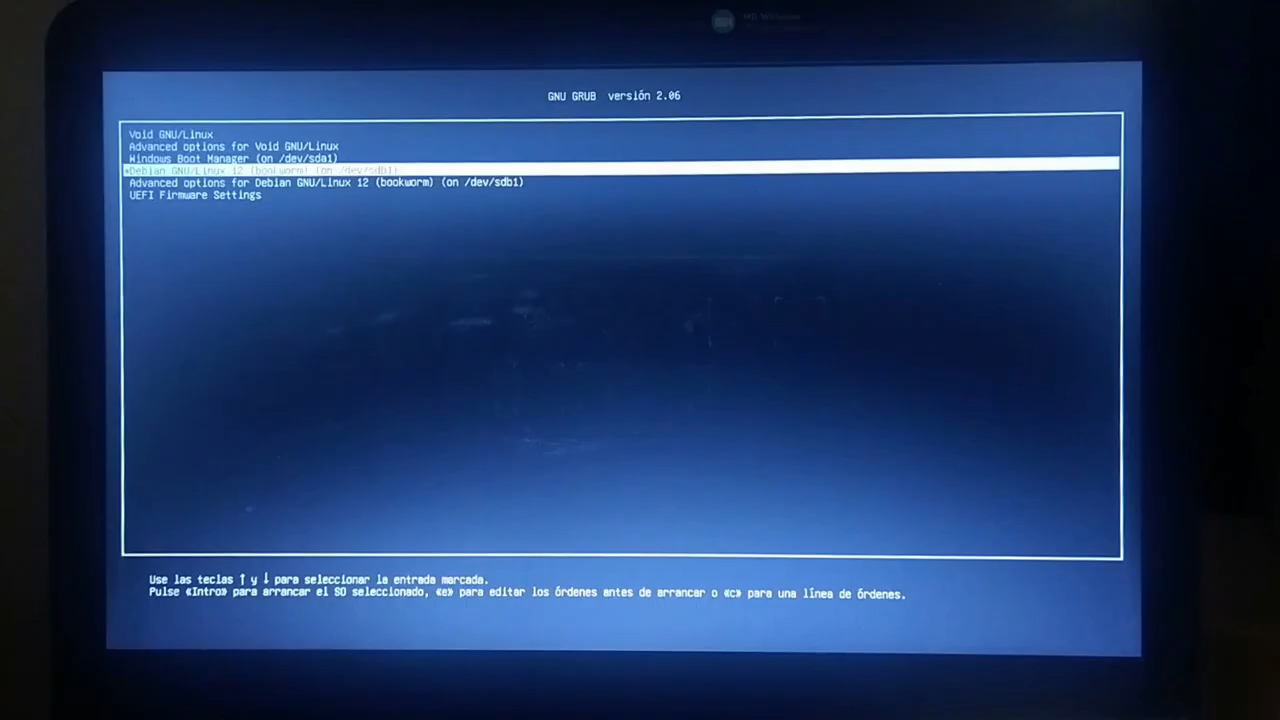 GNU GRUB versión 2.06
Void GNU/Linux
Advanced options for Void GNU/Linux
Windows Boot Manager (on /dev/sda1)
*Debian GNU/Linux 12 (bookworm) (on /dev/sdb1)
Advanced options for Debian GNU/Linux 12 (bookworm) (on /dev/sdb1)
UEFI Firmware Settings
Use las teclas ↑ y ↓ para seleccionar la entrada marcada.
Pulse «Intro» para arrancar el SO seleccionado, «e» para editar los órdenes antes de arrancar o «c» para una línea de órdenes.